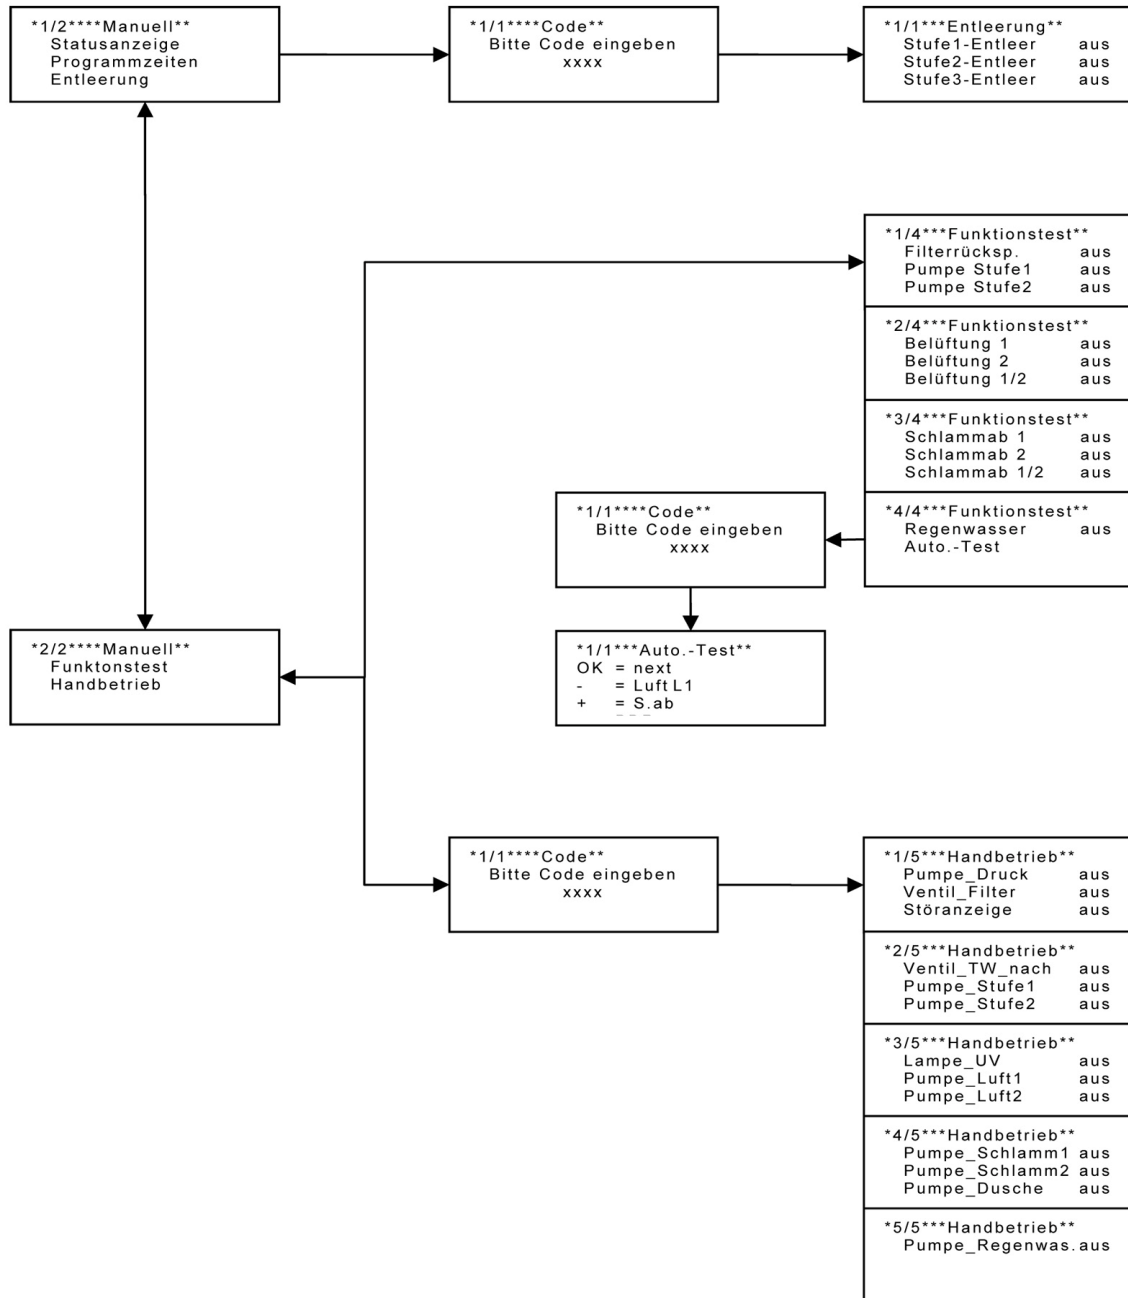 *1/2****Manuell**
Statusanzeige
Programmzeiten
Entleerung
*1/1****Code**
Bitte Code eingeben
xxxx
*1/1***Entleerung**
Stufe1-Entleer aus
Stufe2-Entleer aus
Stufe3-Entleer aus
*1/4***Funktionstest**
Filterrücksp. aus
Pumpe Stufe1 aus
Pumpe Stufe2 aus
*2/4***Funktionstest**
Belüftung 1 aus
Belüftung 2 aus
Belüftung 1/2 aus
*3/4***Funktionstest**
Schlammab 1 aus
Schlammab 2 aus
Schlammab 1/2 aus
*4/4***Funktionstest**
Regenwasser aus
Auto.-Test
*1/1****Code**
Bitte Code eingeben
xxxx
*1/1***Auto.-Test**
OK = next
- = Luft L1
+ = S.ab
*2/2****Manuell**
Funktonstest
Handbetrieb
*1/1****Code**
Bitte Code eingeben
xxxx
*1/5***Handbetrieb**
Pumpe_Druck aus
Ventil_Filter aus
Störanzeige aus
*2/5***Handbetrieb**
Ventil_TW_nach aus
Pumpe_Stufe1 aus
Pumpe_Stufe2 aus
*3/5***Handbetrieb**
Lampe_UV aus
Pumpe_Luft1 aus
Pumpe_Luft2 aus
*4/5***Handbetrieb**
Pumpe_Schlamm1 aus
Pumpe_Schlamm2 aus
Pumpe_Dusche aus
*5/5***Handbetrieb**
Pumpe_Regenwas. aus